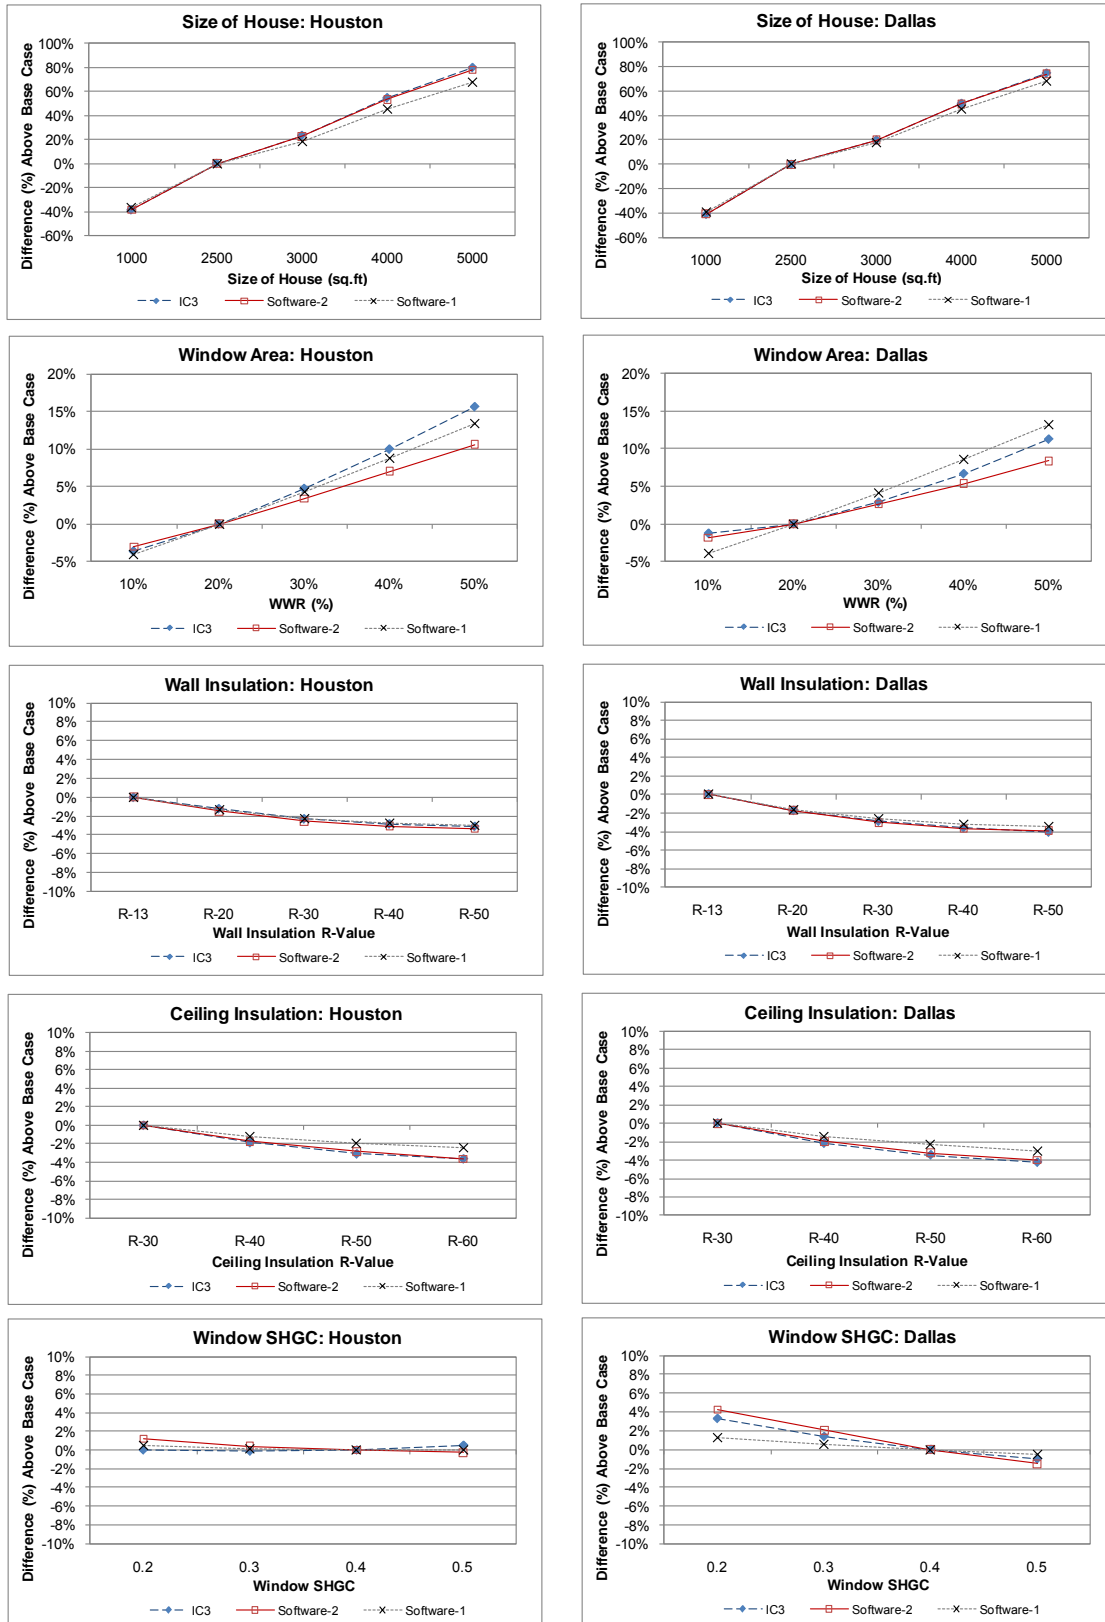 Size of House: Houston
Difference (%) Above Base Case
100%
80%
60%
40%
20%
0%
-20%
-40%
-60%
1000 2500 3000 4000 5000
Size of House (sq.ft)
IC3 Software-2 Software-1
Size of House: Dallas
Difference (%) Above Base Case
100%
80%
60%
40%
20%
0%
-20%
-40%
-60%
1000 2500 3000 4000 5000
Size of House (sq.ft)
IC3 Software-2 Software-1
Window Area: Houston
Difference (%) Above Base Case
20%
15%
10%
5%
0%
-5%
10% 20% 30% 40% 50%
WWR (%)
IC3 Software-2 Software-1
Window Area: Dallas
Difference (%) Above Base Case
20%
15%
10%
5%
0%
-5%
10% 20% 30% 40% 50%
WWR (%)
IC3 Software-2 Software-1
Wall Insulation: Houston
Difference (%) Above Base Case
10%
8%
6%
4%
2%
0%
-2%
-4%
-6%
-8%
-10%
R-13 R-20 R-30 R-40 R-50
Wall Insulation R-Value
IC3 Software-2 Software-1
Wall Insulation: Dallas
Difference (%) Above Base Case
10%
8%
6%
4%
2%
0%
-2%
-4%
-6%
-8%
-10%
R-13 R-20 R-30 R-40 R-50
Wall Insulation R-Value
IC3 Software-2 Software-1
Ceiling Insulation: Houston
Difference (%) Above Base Case
10%
8%
6%
4%
2%
0%
-2%
-4%
-6%
-8%
-10%
R-30 R-40 R-50 R-60
Ceiling Insulation R-Value
IC3 Software-2 Software-1
Ceiling Insulation: Dallas
Difference (%) Above Base Case
10%
8%
6%
4%
2%
0%
-2%
-4%
-6%
-8%
-10%
R-30 R-40 R-50 R-60
Ceiling Insulation R-Value
IC3 Software-2 Software-1
Window SHGC: Houston
Difference (%) Above Base Case
10%
8%
6%
4%
2%
0%
-2%
-4%
-6%
-8%
-10%
0.2 0.3 0.4 0.5
Window SHGC
IC3 Software-2 Software-1
Window SHGC: Dallas
Difference (%) Above Base Case
10%
8%
6%
4%
2%
0%
-2%
-4%
-6%
-8%
-10%
0.2 0.3 0.4 0.5
Window SHGC
IC3 Software-2 Software-1